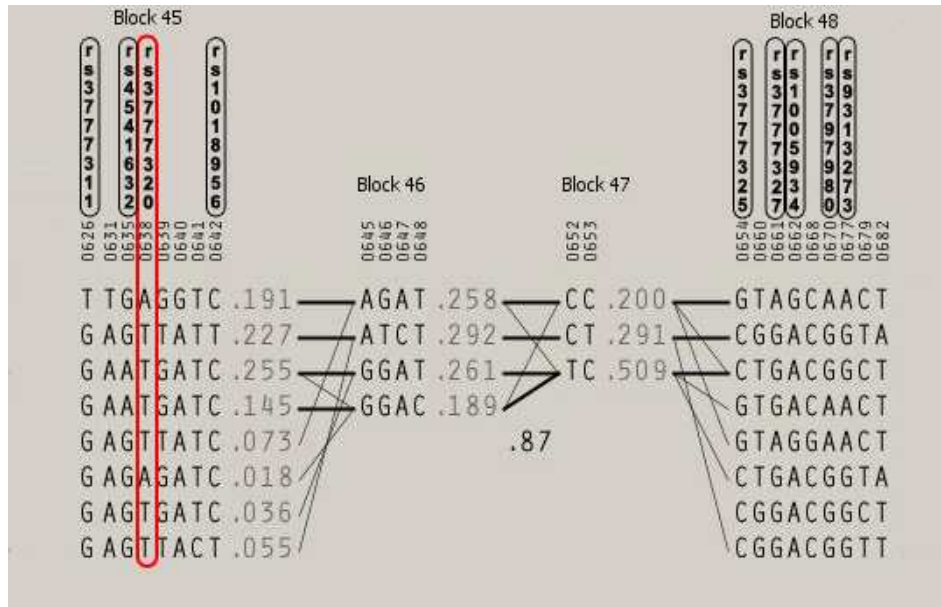 Block 45 Block 48
rs3777311 rs4541632 rs3777320 rs1018956 rs3777325 rs3777327 rs1005934 rs3797980 rs9313273
Block 46 Block 47
0626 0631 0635 0638 0639 0640 0641 0642 0645 0646 0647 0648 0652 0653 0654 0660 0661 0662 0668 0670 0677 0679 0682
TTGAGGTC .191 AGAT .258 CC .200 GTAGCAACT
GAGTTATT .227 ATCT .292 CT .291 CGGACGGTA
GAATGATC .255 GGAT .261 TC .509 CTGACGGCT
GAATGATC .145 GGAC .189 GTGACAACT
GAGTTATC .073 .87 GTAGGAACT
GAGAGATC .018 CTGACGGTA
GAGTGATC .036 CGGACGGCT
GAGTTACT .055 CGGACGGTT